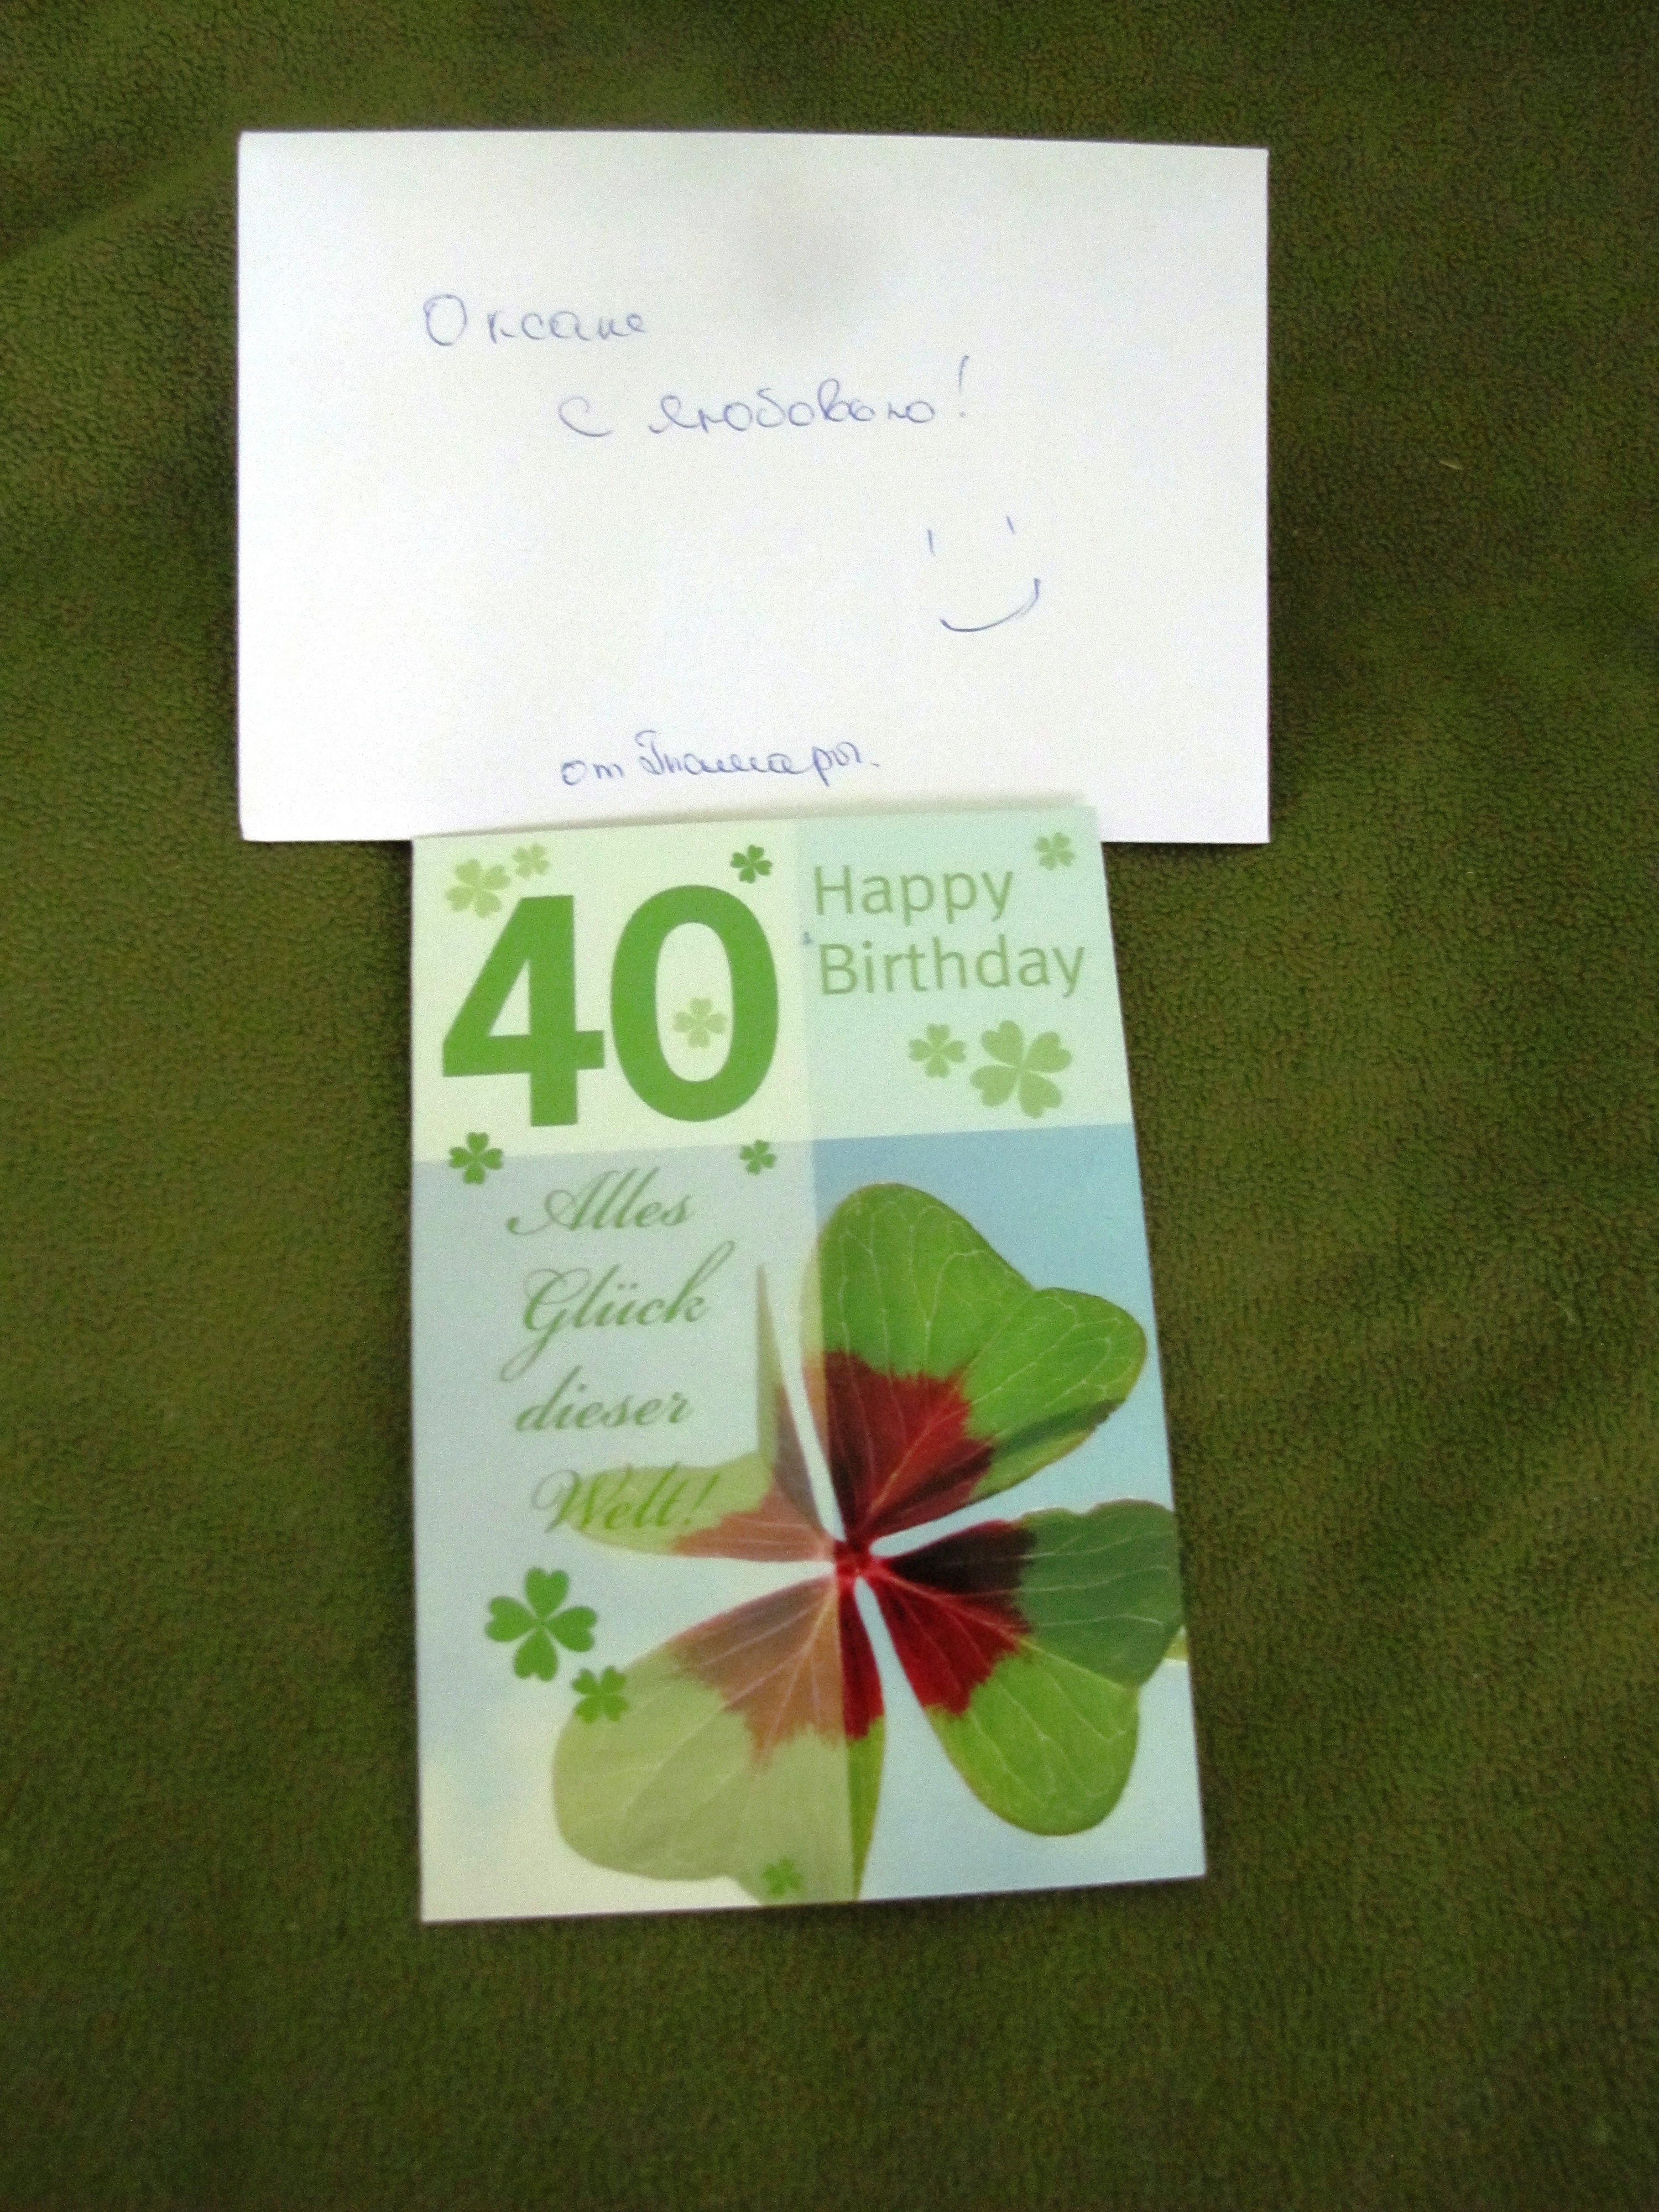 Оксане
с любовью!
от Тамары.
40
Happy
Birthday
Alles
Glück
dieser
Welt!